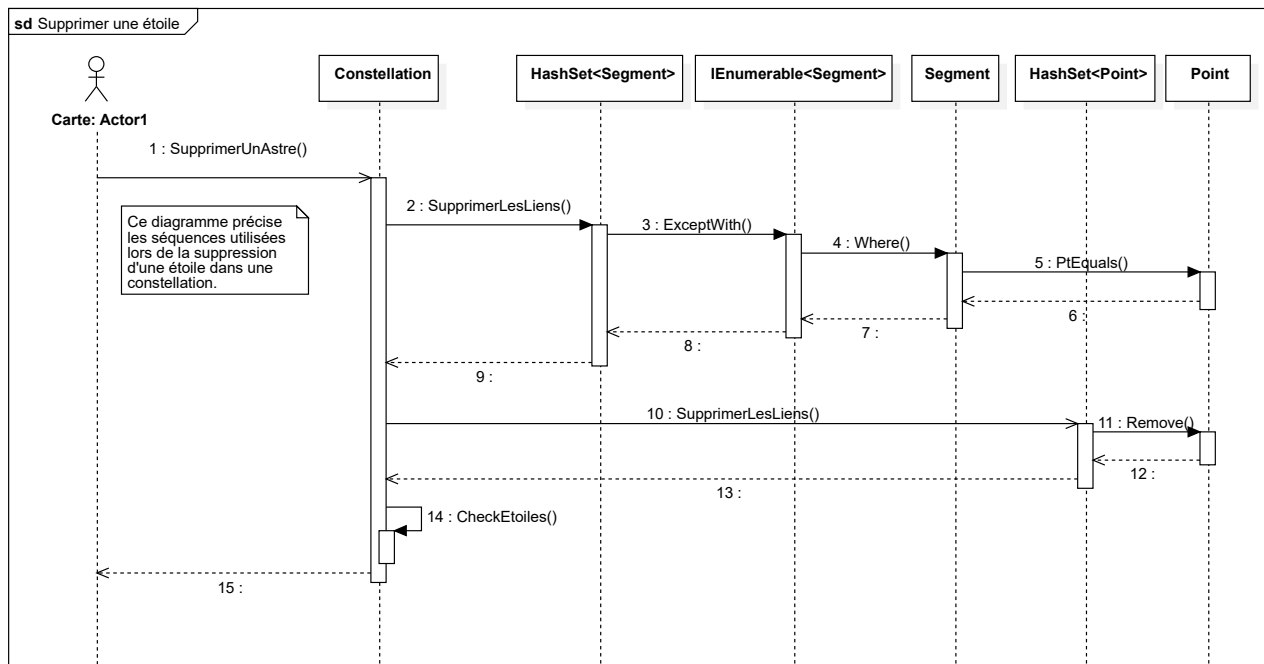 sd Supprimer une étoile
Constellation
HashSet<Segment>
IEnumerable<Segment>
Segment
HashSet<Point>
Point
Carte: Actor1
1 : SupprimerUnAstre()
Ce diagramme précise
les séquences utilisées
lors de la suppression
d'une étoile dans une
constellation.
2 : SupprimerLesLiens()
3 : ExceptWith()
4 : Where()
5 : PtEquals()
6 :
7 :
8 :
9 :
10 : SupprimerLesLiens()
11 : Remove()
12 :
13 :
14 : CheckEtoiles()
15 :